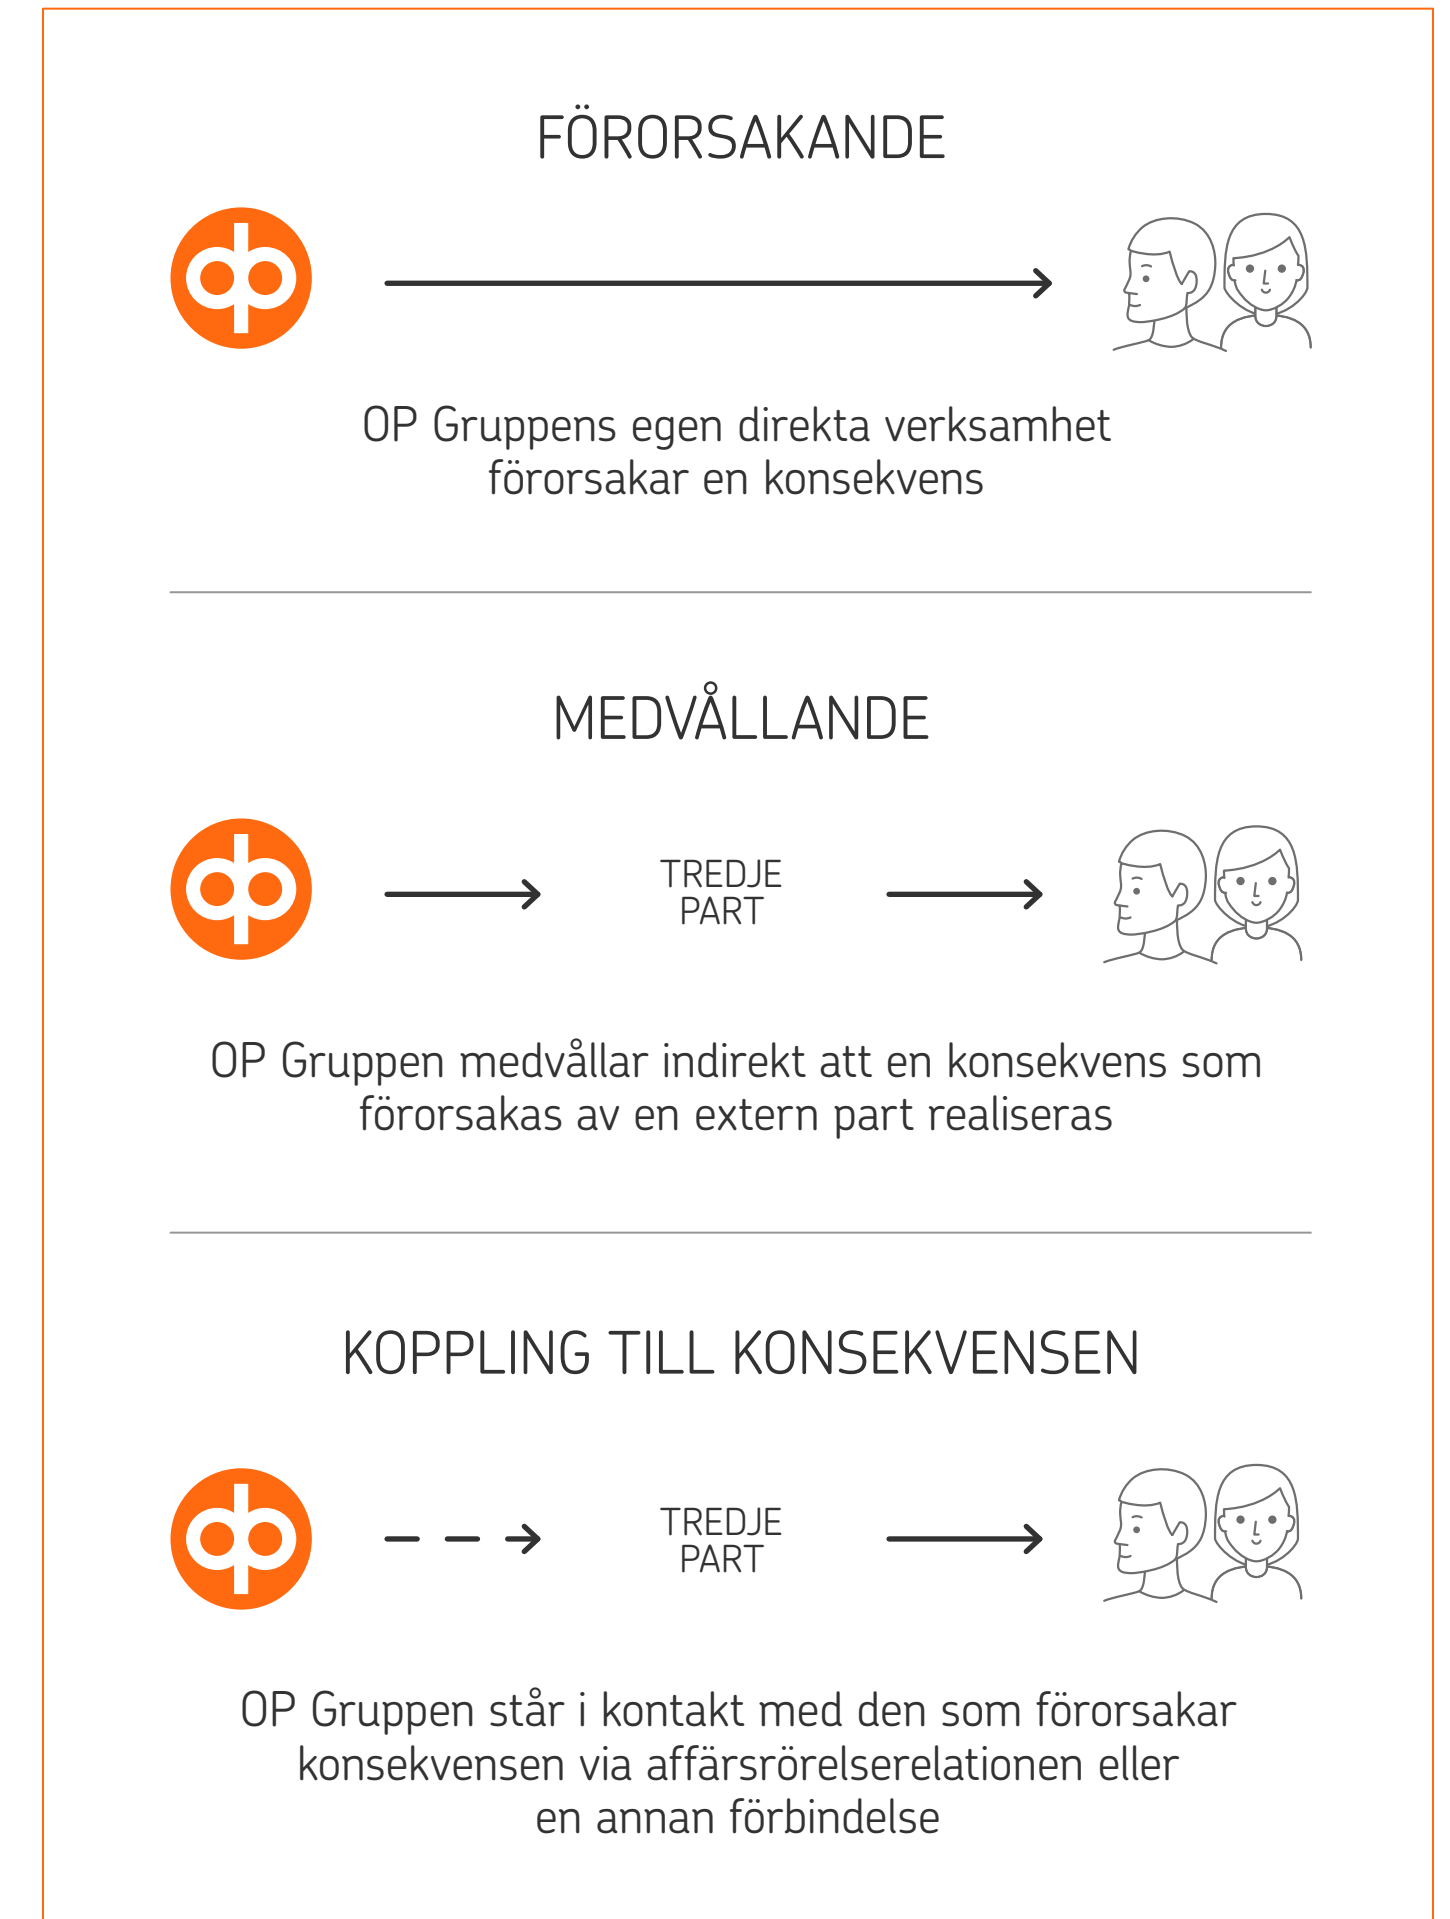 FÖRORSAKANDE
OP Gruppens egen direkta verksamhet
förorsakar en konsekvens
MEDVÅLLANDE
TREDJE
PART
OP Gruppen medvållar indirekt att en konsekvens som
förorsakas av en extern part realiseras
KOPPLING TILL KONSEKVENSEN
TREDJE
PART
OP Gruppen står i kontakt med den som förorsakar
konsekvensen via affärsrörelserelationen eller
en annan förbindelse